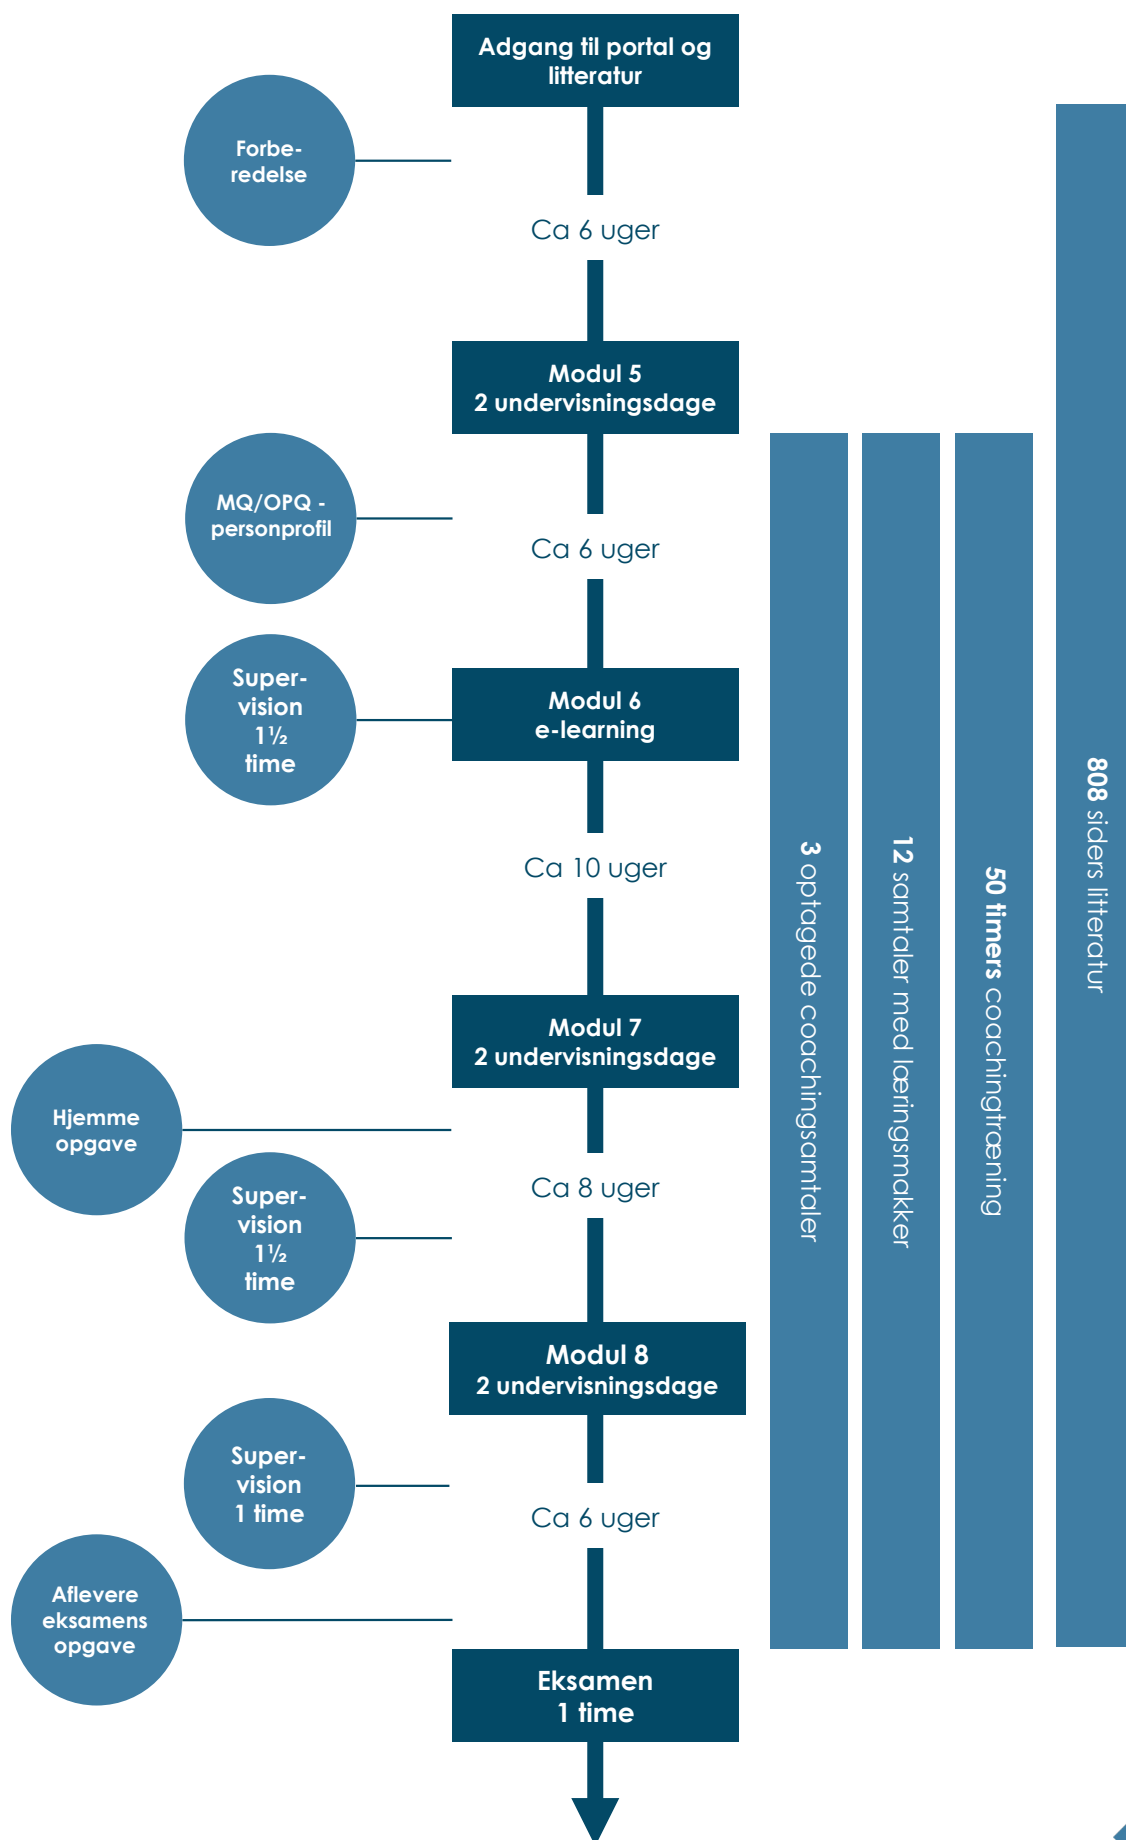 Adgang til portal og
litteratur
Forbe-
redelse
Ca 6 uger
Modul 5
2 undervisningsdage
MQ/OPQ -
personprofil
Ca 6 uger
Super-
vision
1½
time
Modul 6
e-learning
Ca 10 uger
Modul 7
2 undervisningsdage
Hjemme
opgave
Super-
vision
1½
time
Ca 8 uger
Modul 8
2 undervisningsdage
Super-
vision
1 time
Ca 6 uger
Aflevere
eksamens
opgave
Eksamen
1 time
3 optagede coachingsamtaler
12 samtaler med læringsmakker
50 timers coachingtræning
808 siders litteratur